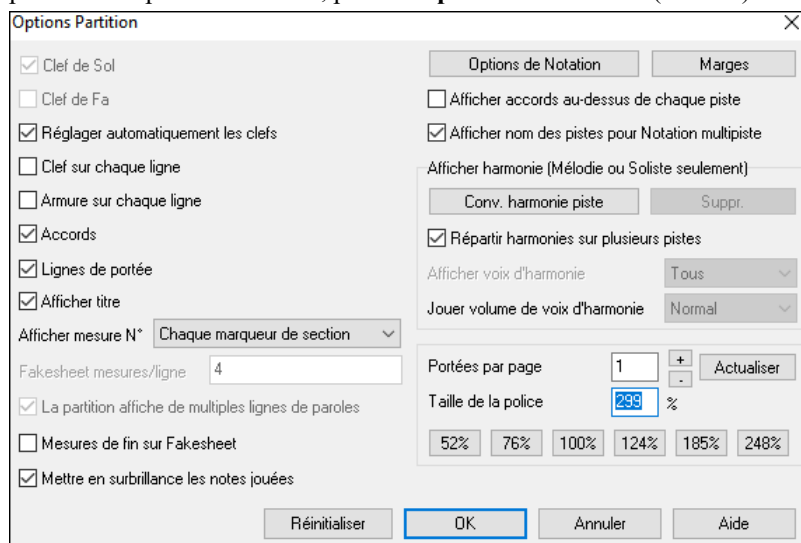 Options Partition
Clef de Sol
Clef de Fa
Réglager automatiquement les clefs
Clef sur chaque ligne
Armure sur chaque ligne
Accords
Lignes de portée
Afficher titre
Afficher mesure N° Chaque marqueur de section
Fakesheet mesures/ligne 4
La partition affiche de multiples lignes de paroles
Mesures de fin sur Fakesheet
Mettre en surbrillance les notes jouées
Options de Notation Marges
Afficher accords au-dessus de chaque piste
Afficher nom des pistes pour Notation multipiste
Afficher harmonie (Mélodie ou Soliste seulement)
Conv. harmonie piste Suppr.
Répartir harmonies sur plusieurs pistes
Afficher voix d'harmonie Tous
Jouer volume de voix d'harmonie Normal
Portées par page 1 + - Actualiser
Taille de la police 299 %
52% 76% 100% 124% 185% 248%
Réinitialiser OK Annuler Aide